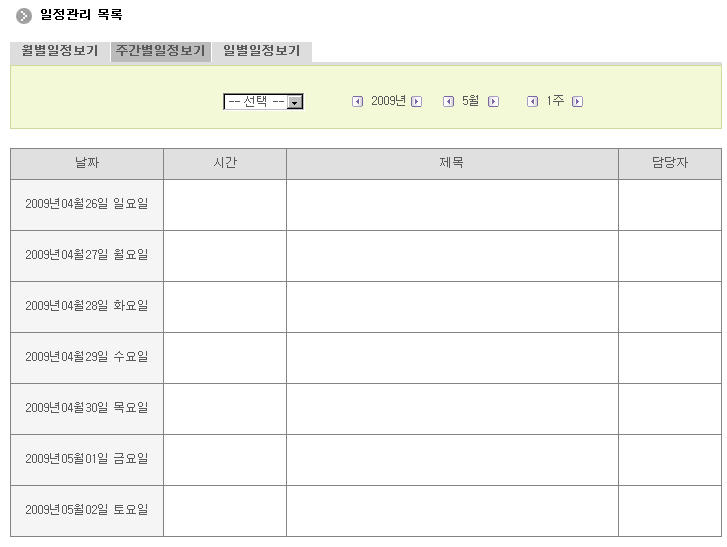 일정관리 목록
월별일정보기 주간별일정보기 일별일정보기
-- 선택 -- 2009년 5월 1주
날짜 시간 제목 담당자
2009년04월26일 일요일
2009년04월27일 월요일
2009년04월28일 화요일
2009년04월29일 수요일
2009년04월30일 목요일
2009년05월01일 금요일
2009년05월02일 토요일